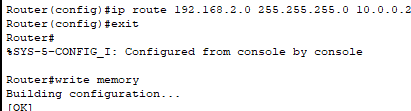 Router(config)#ip route 192.168.2.0 255.255.255.0 10.0.0.2
Router(config)#exit
Router#
%SYS-5-CONFIG_I: Configured from console by console
Router#write memory
Building configuration...
[OK]